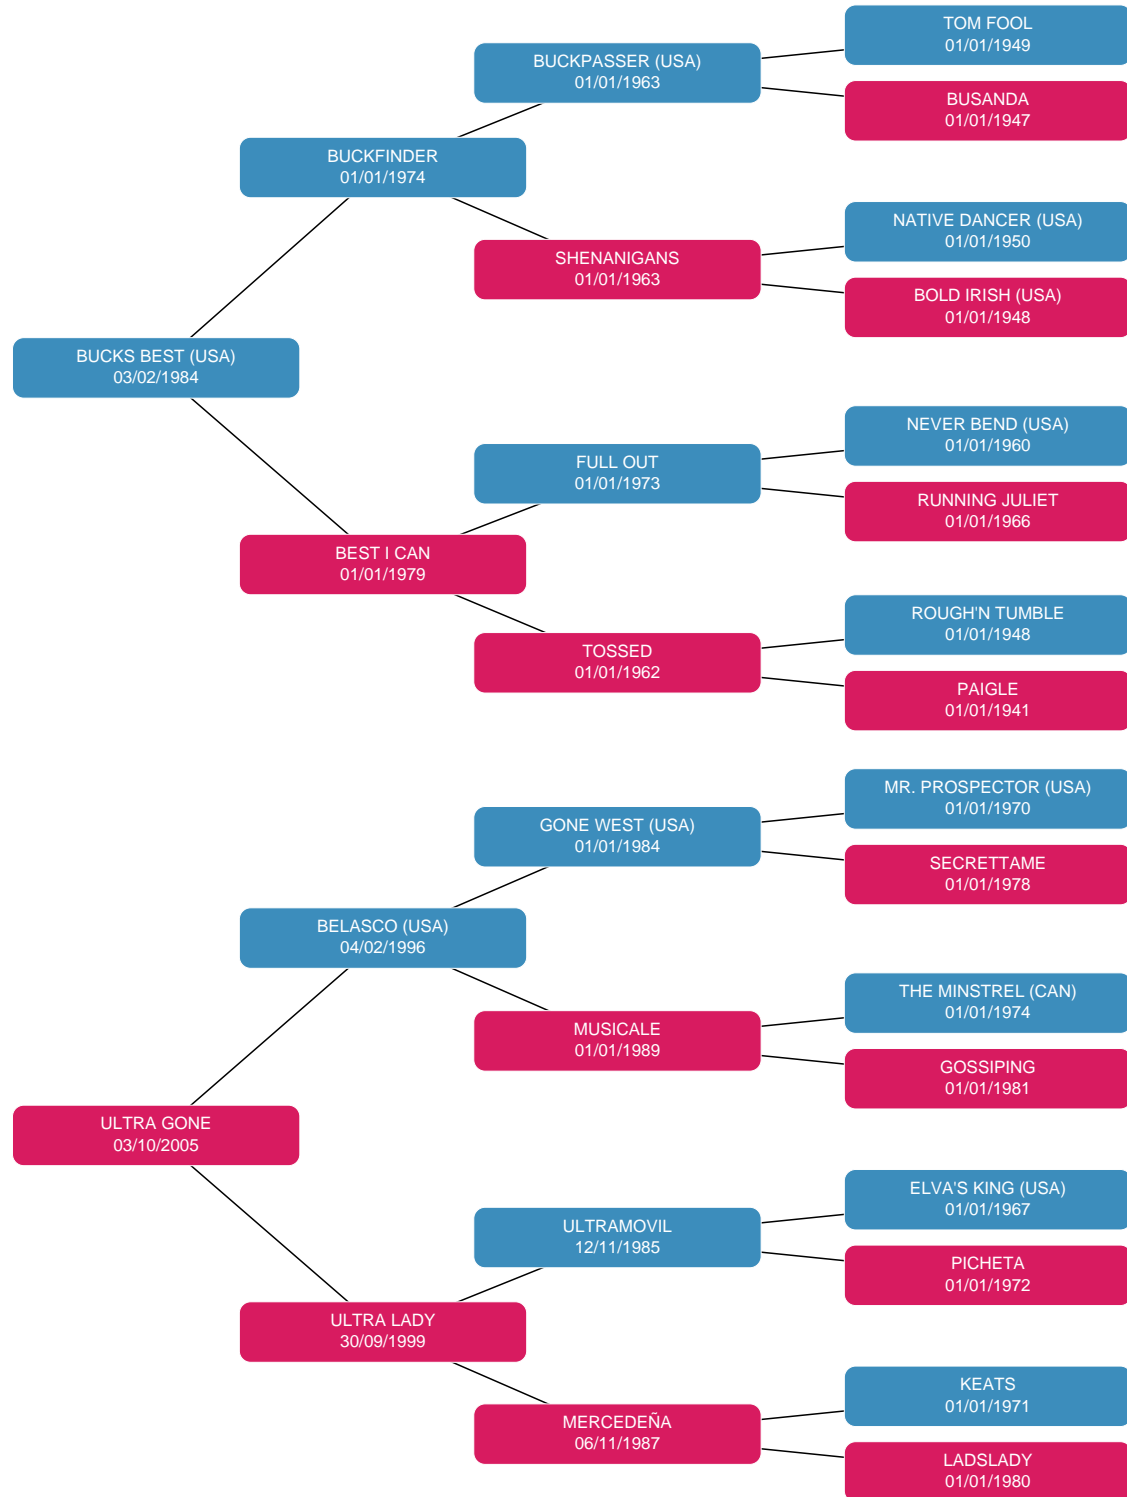 TOM FOOL
01/01/1949
BUCKPASSER (USA)
01/01/1963
BUSANDA
01/01/1947
BUCKFINDER
01/01/1974
NATIVE DANCER (USA)
01/01/1950
SHENANIGANS
01/01/1963
BOLD IRISH (USA)
01/01/1948
BUCKS BEST (USA)
03/02/1984
NEVER BEND (USA)
01/01/1960
FULL OUT
01/01/1973
RUNNING JULIET
01/01/1966
BEST I CAN
01/01/1979
ROUGH'N TUMBLE
01/01/1948
TOSSED
01/01/1962
PAIGLE
01/01/1941
MR. PROSPECTOR (USA)
01/01/1970
GONE WEST (USA)
01/01/1984
SECRETTAME
01/01/1978
BELASCO (USA)
04/02/1996
THE MINSTREL (CAN)
01/01/1974
MUSICALE
01/01/1989
GOSSIPING
01/01/1981
ULTRA GONE
03/10/2005
ELVA'S KING (USA)
01/01/1967
ULTRAMOVIL
12/11/1985
PICHETA
01/01/1972
ULTRA LADY
30/09/1999
KEATS
01/01/1971
MERCEDEÑA
06/11/1987
LADSLADY
01/01/1980